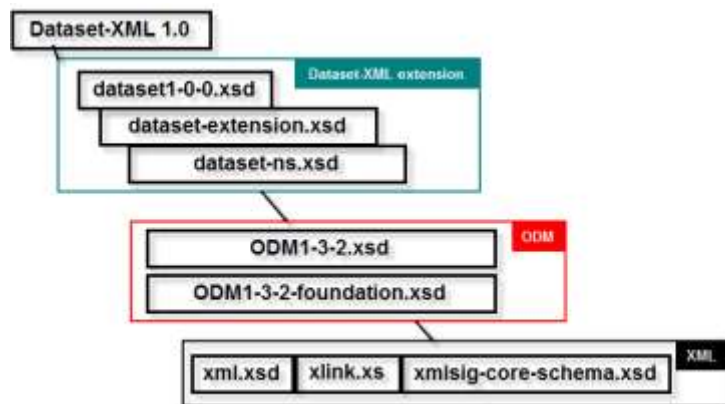 Dataset-XML 1.0
Dataset-XML extension
dataset1-0-0.xsd
dataset-extension.xsd
dataset-ns.xsd
ODM
ODM1-3-2.xsd
ODM1-3-2-foundation.xsd
XML
xml.xsd xlink.xs xmlsig-core-schema.xsd